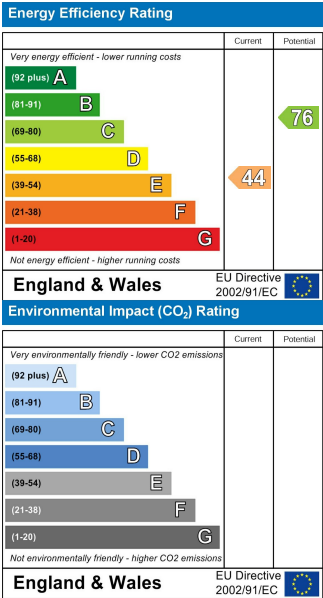 Energy Efficiency Rating
Current Potential
Very energy efficient - lower running costs
(92 plus) A
(81-91) B
(69-80) C
(55-68) D
(39-54) E
(21-38) F
(1-20) G
76
44
Not energy efficient - higher running costs
England & Wales
EU Directive
2002/91/EC
Environmental Impact (CO₂) Rating
Current Potential
Very environmentally friendly - lower CO2 emissions
(92 plus) A
(81-91) B
(69-80) C
(55-68) D
(39-54) E
(21-38) F
(1-20) G
Not environmentally friendly - higher CO2 emissions
England & Wales
EU Directive
2002/91/EC